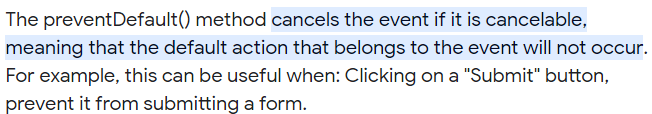 The preventDefault() method cancels the event if it is cancelable,
meaning that the default action that belongs to the event will not occur.
For example, this can be useful when: Clicking on a "Submit" button,
prevent it from submitting a form.